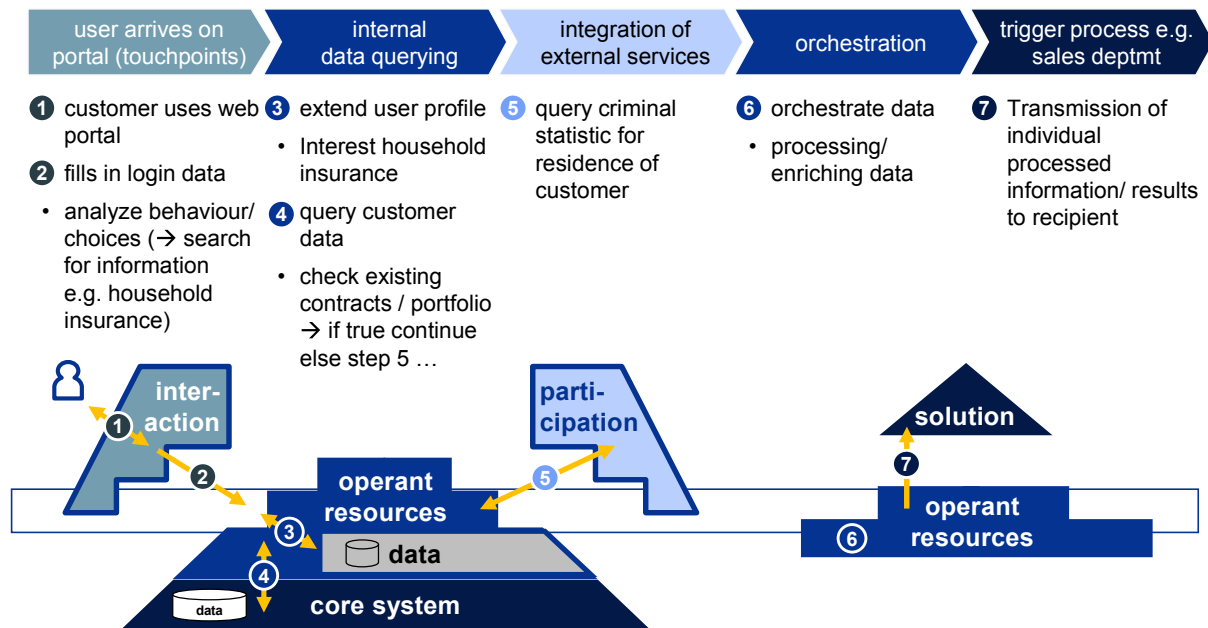 user arrives on
portal (touchpoints)
internal
data querying
integration of
external services
orchestration
trigger process e.g.
sales deptmt
1 customer uses web
portal
2 fills in login data
• analyze behaviour/
choices (→ search
for information
e.g. household
insurance)
3 extend user profile
• Interest household
insurance
4 query customer
data
• check existing
contracts / portfolio
→ if true continue
else step 5 …
5 query criminal
statistic for
residence of
customer
6 orchestrate data
• processing/
enriching data
7 Transmission of
individual
processed
information/ results
to recipient
inter-
action
1
2
operant
resources
3
data
4
data
core system
parti-
cipation
5
solution
7
operant
resources
6